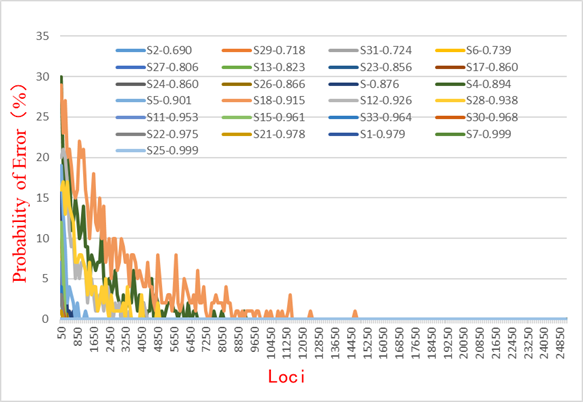 35
30
25
20
15
10
5
0
Probability of Error (%)
S2-0.690 S29-0.718 S31-0.724 S6-0.739
S27-0.806 S13-0.823 S23-0.856 S17-0.860
S24-0.860 S26-0.866 S-0.876 S4-0.894
S5-0.901 S18-0.915 S12-0.926 S28-0.938
S11-0.953 S15-0.961 S33-0.964 S30-0.968
S22-0.975 S21-0.978 S1-0.979 S7-0.999
S25-0.999
50 850 1650 2450 3250 4050 4850 5650 6450 7250 8050 8850 9650 10450 11250 12050 12850 13650 14450 15250 16050 16850 17650 18450 19250 20050 20850 21650 22450 23250 24050 24850
Loci